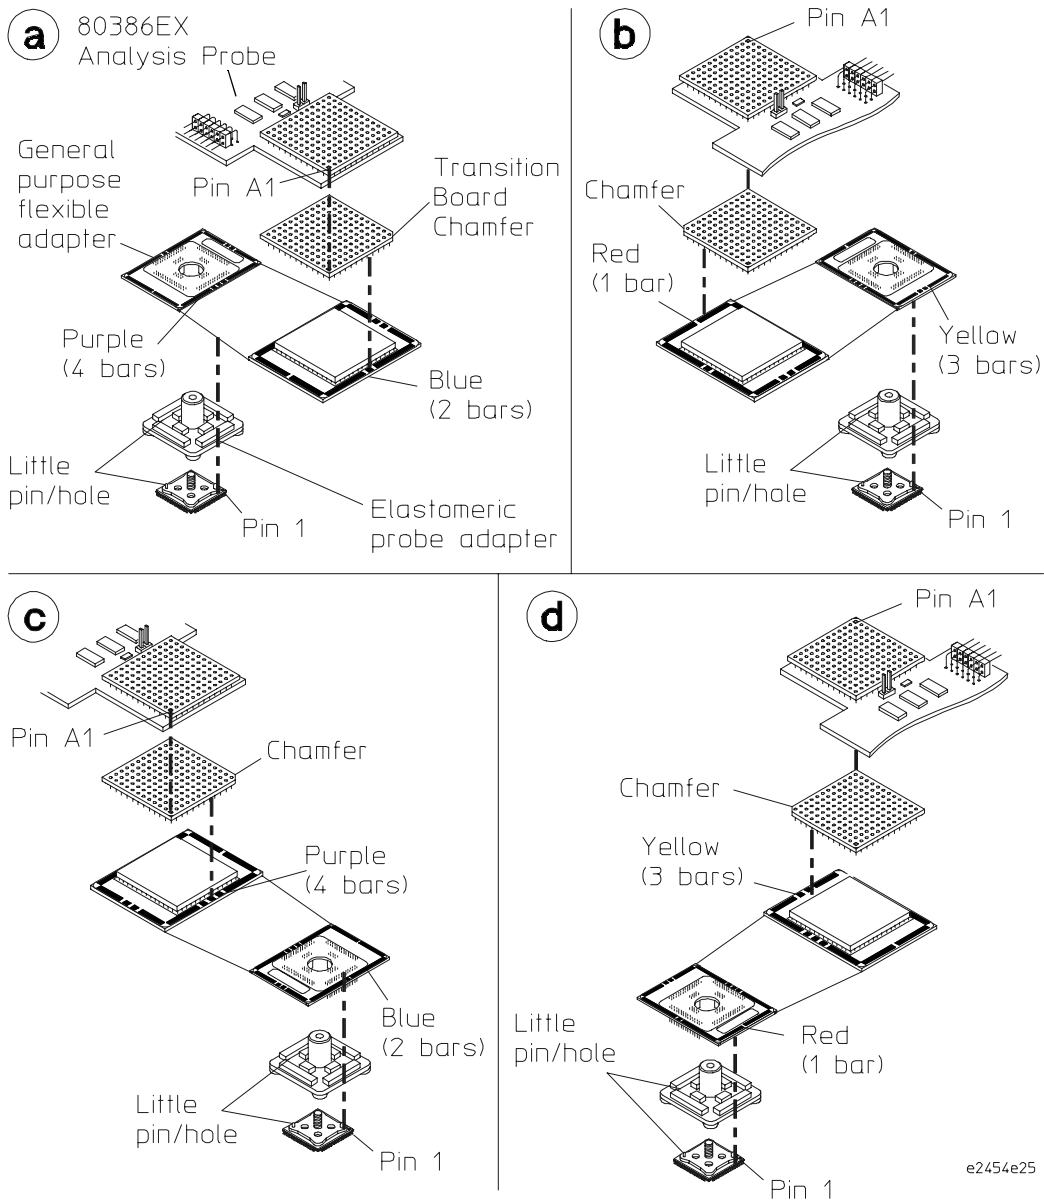 a
80386EX
Analysis Probe
General
purpose
flexible
adapter
Pin A1
Transition
Board
Chamfer
Purple
(4 bars)
Blue
(2 bars)
Little
pin/hole
Pin 1
Elastomeric
probe adapter
b
Pin A1
Chamfer
Red
(1 bar)
Yellow
(3 bars)
Little
pin/hole
Pin 1
c
Pin A1
Chamfer
Purple
(4 bars)
Blue
(2 bars)
Little
pin/hole
Pin 1
d
Pin A1
Chamfer
Yellow
(3 bars)
Little
pin/hole
Red
(1 bar)
Pin 1
e2454e25